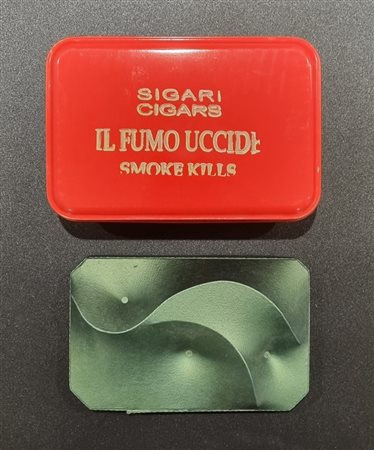 SIGARI
CIGARS
IL FUMO UCCIDE
SMOKE KILLS